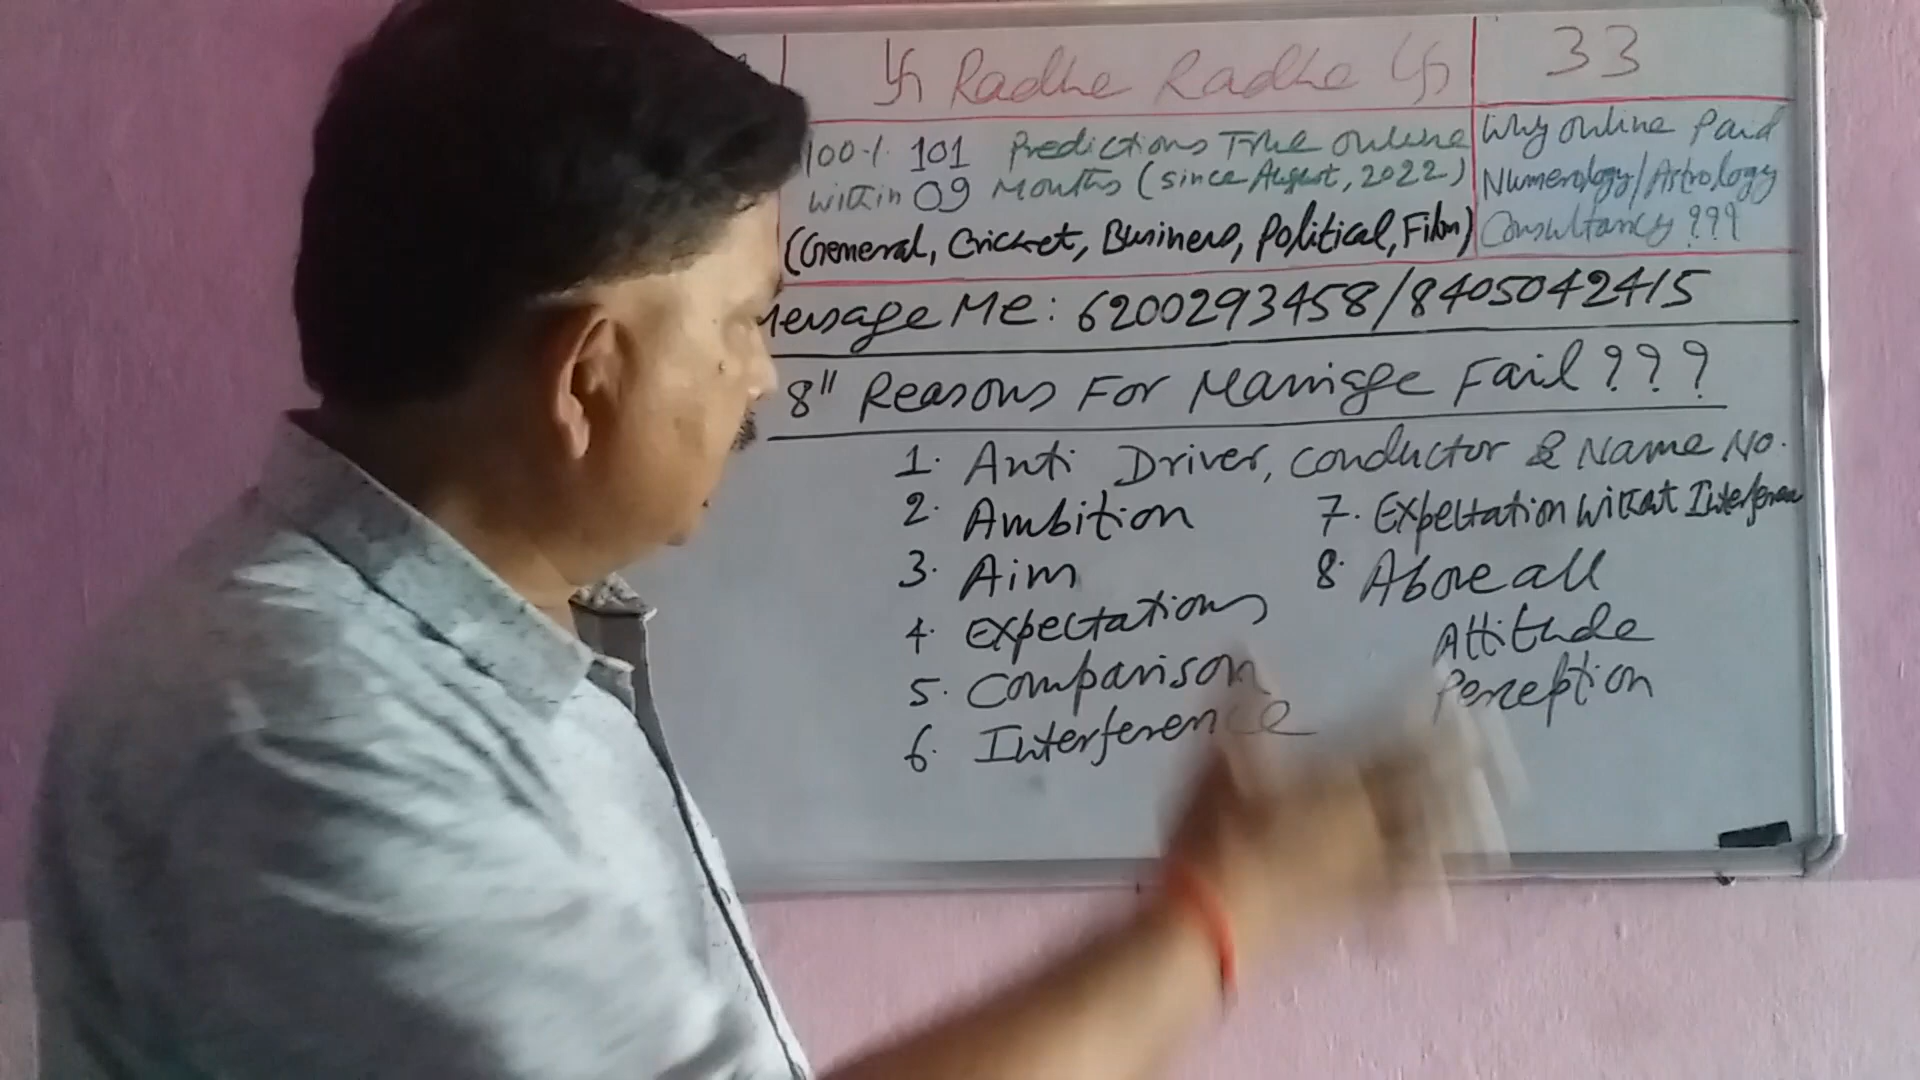 卐 Radhe Radhe 卐
33
100% 101 Predictions True Online
within 09 Months (since August, 2022)
(General, Cricket, Business, Political, Film)
Why online Paid
Numerology/Astrology
Consultancy ???
Message Me: 6200293458/8405042415
8" Reasons For Marriage Fail ???
1. Anti Driver, Conductor & Name No.
2. Ambition
3. Aim
4. Expectations
5. Comparison
6. Interference
7. Expectation Without Interference
8. Above all
Attitude
Perception